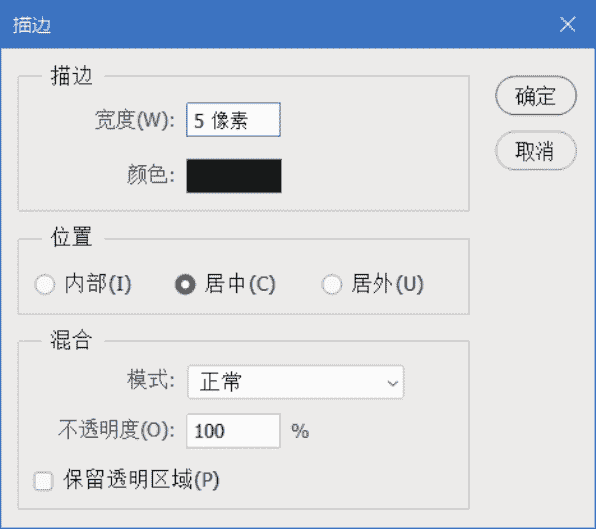 描边
描边
宽度(W): 5 像素
确定
颜色:
取消
位置
内部(I) 居中(C) 居外(U)
混合
模式: 正常
不透明度(O): 100 %
保留透明区域(P)